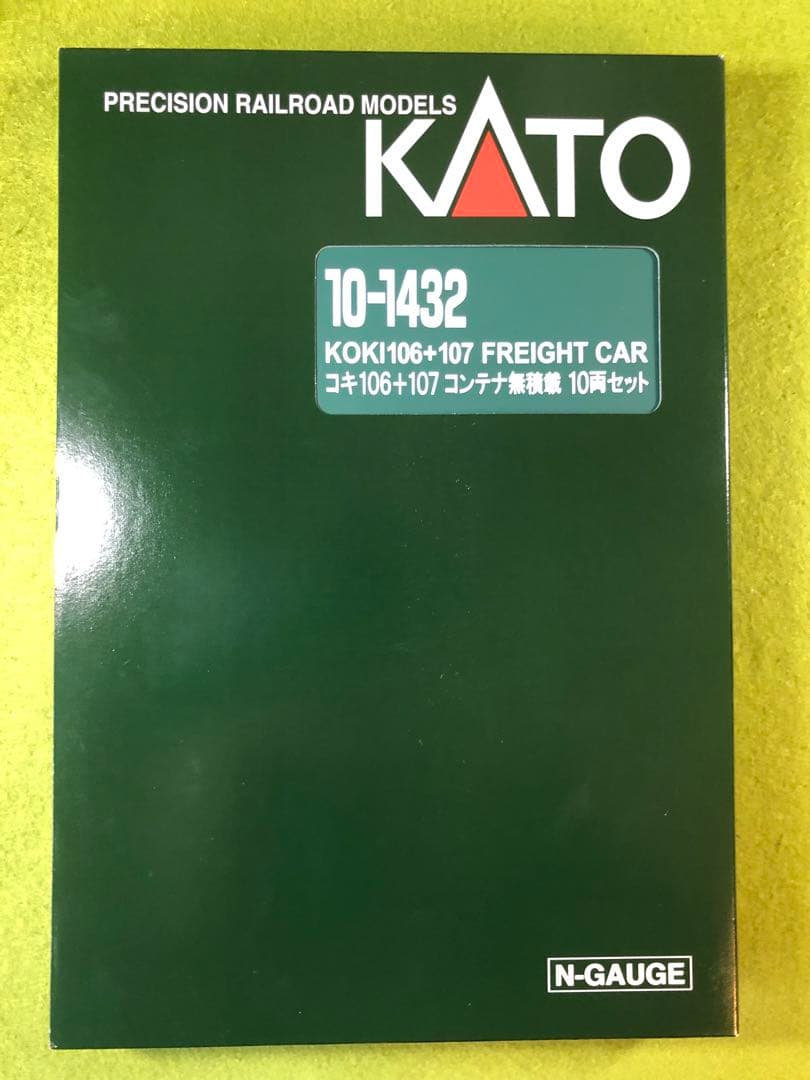 PRECISION RAILROAD MODELS
KATO
10-1432
KOKI106+107 FREIGHT CAR
コキ106+107 コンテナ無積載 10両セット
N-GAUGE